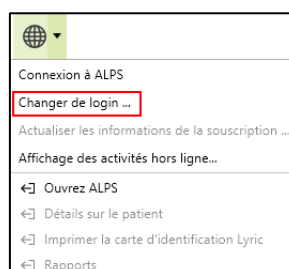 Connexion à ALPS
Changer de login ...
Actualiser les informations de la souscription ...
Affichage des activités hors ligne...
Ouvrez ALPS
Détails sur le patient
Imprimer la carte d'identification Lyric
Rapports